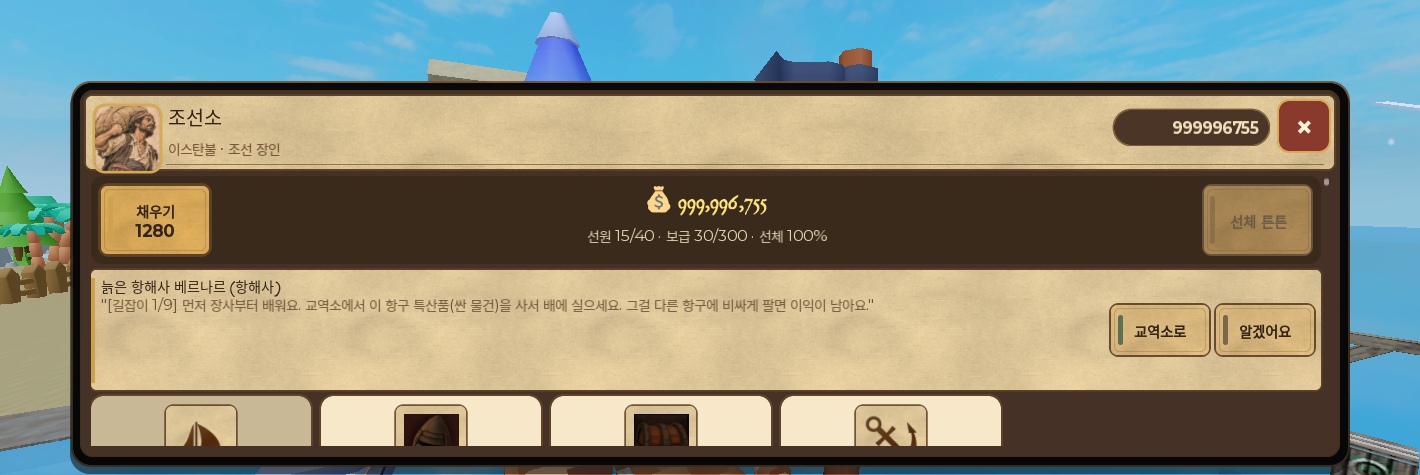 조선소
이스탄불 · 조선 장인
999996755
×
채우기
1280
999,996,755
선원 15/40 · 보급 30/300 · 선체 100%
선체 튼튼
늙은 항해사 베르나르 (항해사)
"[길잡이 1/9] 먼저 장사부터 배워요. 교역소에서 이 항구 특산품(싼 물건)을 사서 배에 실으세요. 그걸 다른 항구에 비싸게 팔면 이익이 남아요."
교역소로
알겠어요